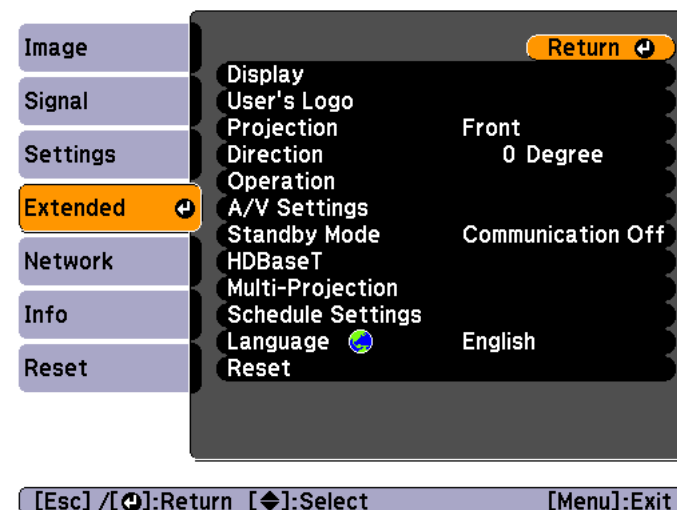 Image
Signal
Settings
Extended
Network
Info
Reset
Return
Display
User's Logo
Projection Front
Direction 0 Degree
Operation
A/V Settings
Standby Mode Communication Off
HDBaseT
Multi-Projection
Schedule Settings
Language English
Reset
[Esc] /[⏎]:Return [◆]:Select [Menu]:Exit